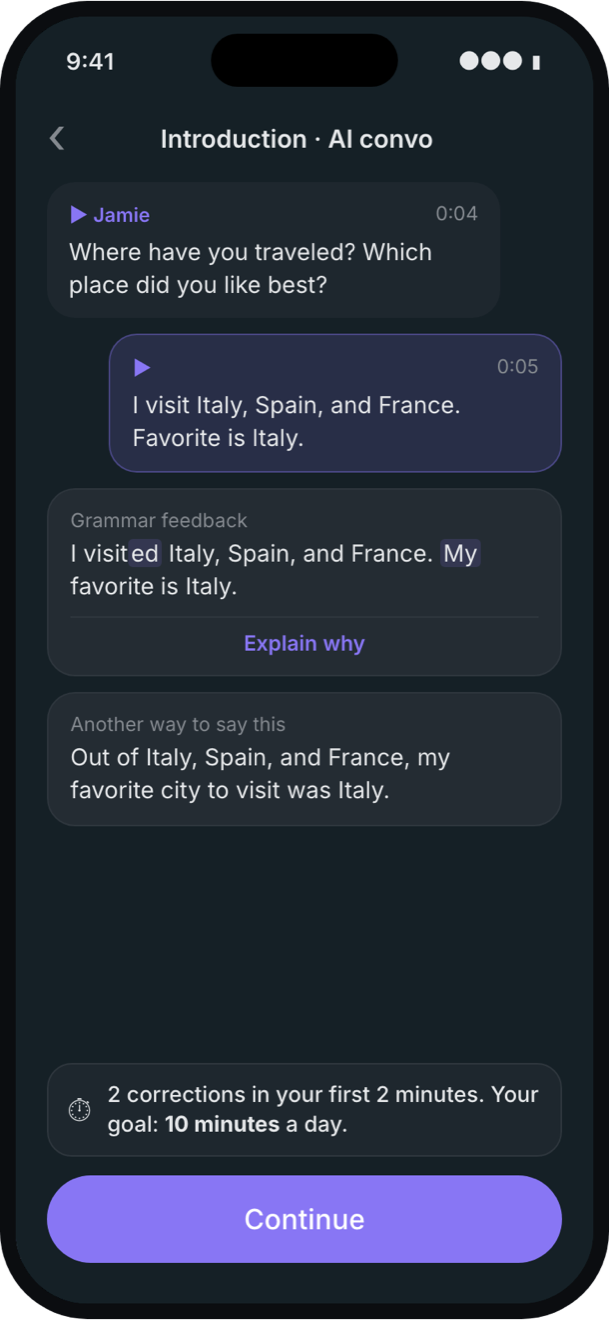 9:41
Introduction · AI convo
Jamie
0:04
Where have you traveled? Which
place did you like best?
0:05
I visit Italy, Spain, and France.
Favorite is Italy.
Grammar feedback
I visited Italy, Spain, and France. My
favorite is Italy.
Explain why
Another way to say this
Out of Italy, Spain, and France, my
favorite city to visit was Italy.
2 corrections in your first 2 minutes. Your
goal: 10 minutes a day.
Continue